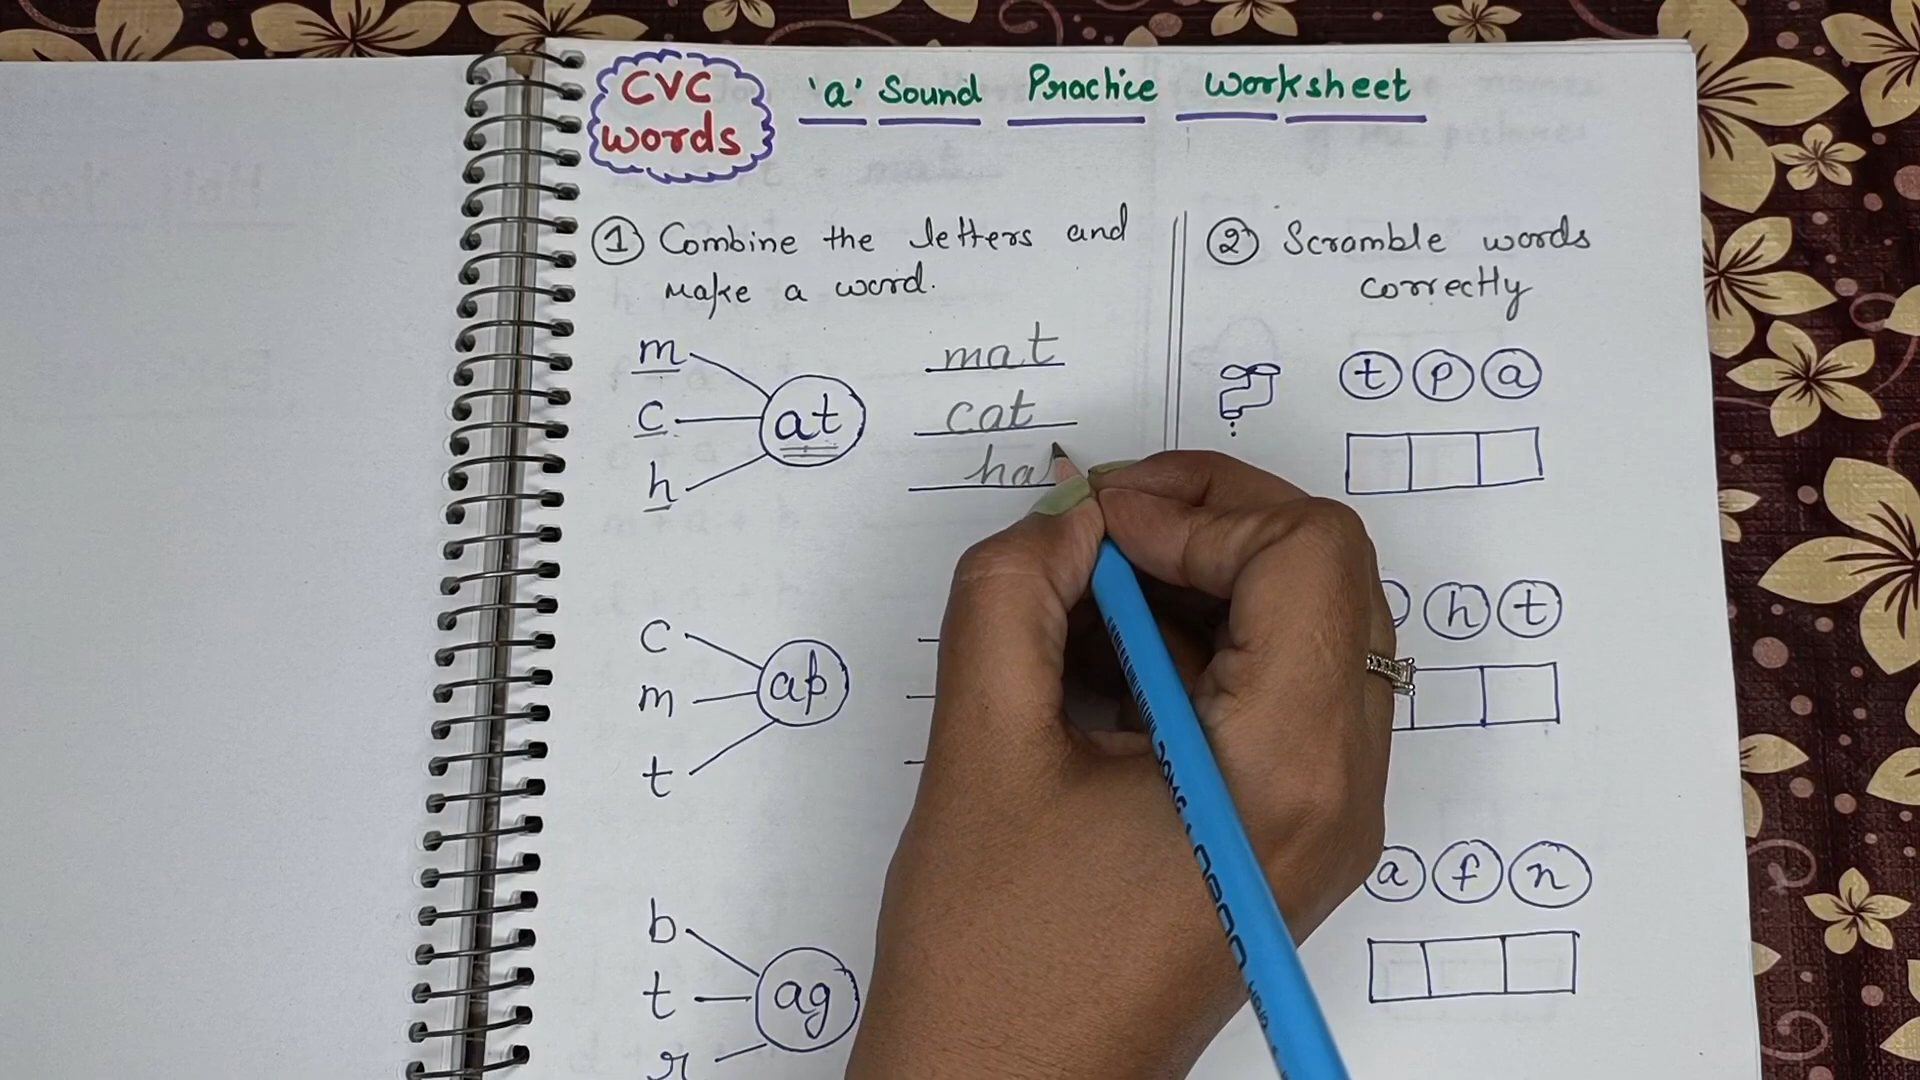 CVC words
'a' Sound Practice Worksheet
① Combine the letters and
make a word.
m
c
h
at
mat
cat
ha
c
m
t
ap
b
t
r
ag
② Scramble words
correctly
t p a
h t
a f n